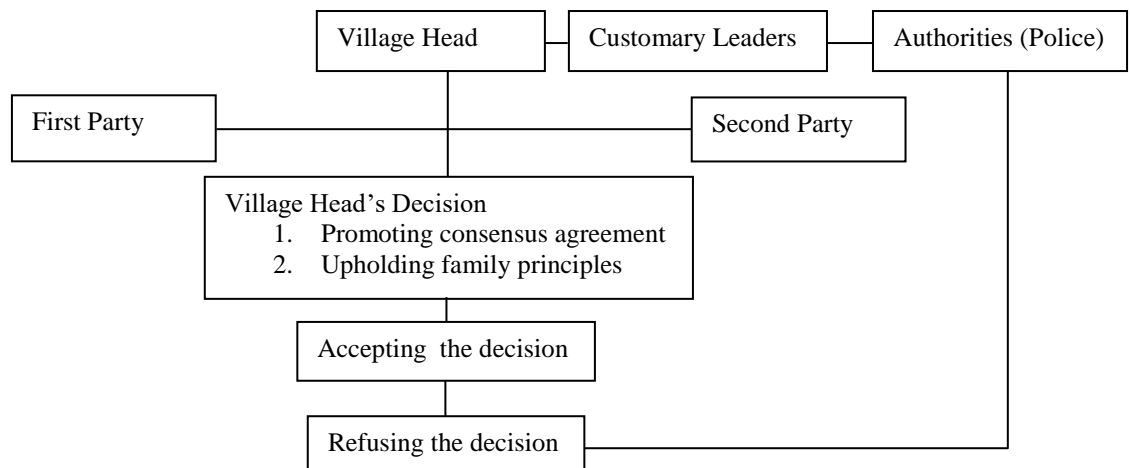 Village Head
Customary Leaders
Authorities (Police)
First Party
Second Party
Village Head’s Decision
1. Promoting consensus agreement
2. Upholding family principles
Accepting the decision
Refusing the decision